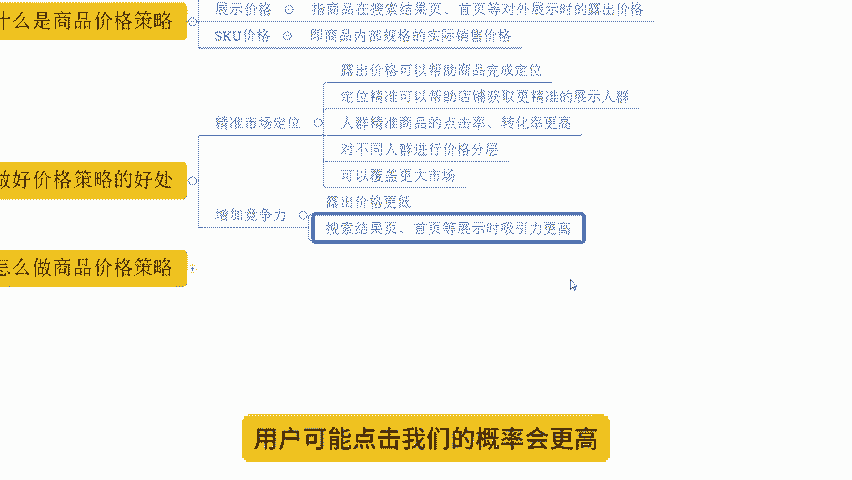 什么是商品价格策略
展示价格 指商品在搜索结果页、首页等对外展示时的露出价格
SKU价格 即商品内部规格的实际销售价格
做好价格策略的好处
精准市场定位
露出价格可以帮助商品完成定位
定位精准可以帮助店铺获取更精准的展示人群
人群精准商品的点击率、转化率更高
对不同人群进行价格分层
可以覆盖更大市场
增加竞争力
露出价格更低
搜索结果页、首页等展示时吸引力更高
怎么做商品价格策略
用户可能点击我们的概率会更高